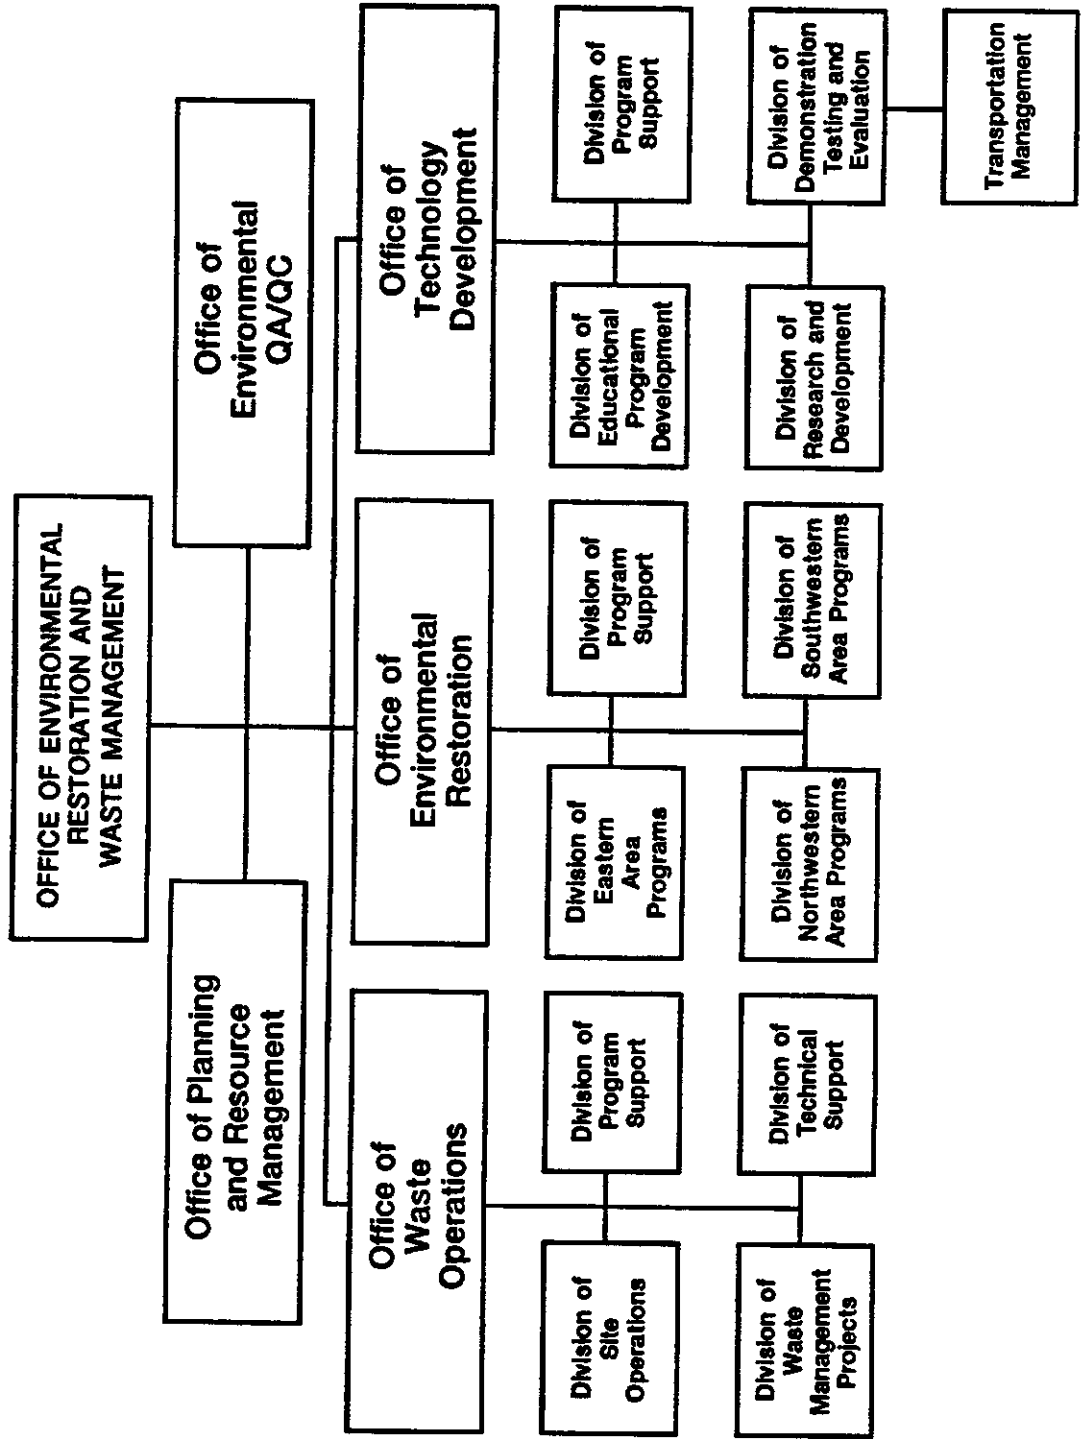 OFFICE OF ENVIRONMENTAL
RESTORATION AND
WASTE MANAGEMENT
Office of Planning
and Resource
Management
Office of
Environmental
QA/QC
Office of
Waste
Operations
Office of
Environmental
Restoration
Office of
Technology
Development
Division of
Site
Operations
Division of
Program
Support
Division of
Eastern
Area
Programs
Division of
Program
Support
Division of
Educational
Program
Development
Division of
Program
Support
Division of
Waste
Management
Projects
Division of
Technical
Support
Division of
Northwestern
Area Programs
Division of
Southwestern
Area Programs
Division of
Research and
Development
Division of
Demonstration
Testing and
Evaluation
Transportation
Management